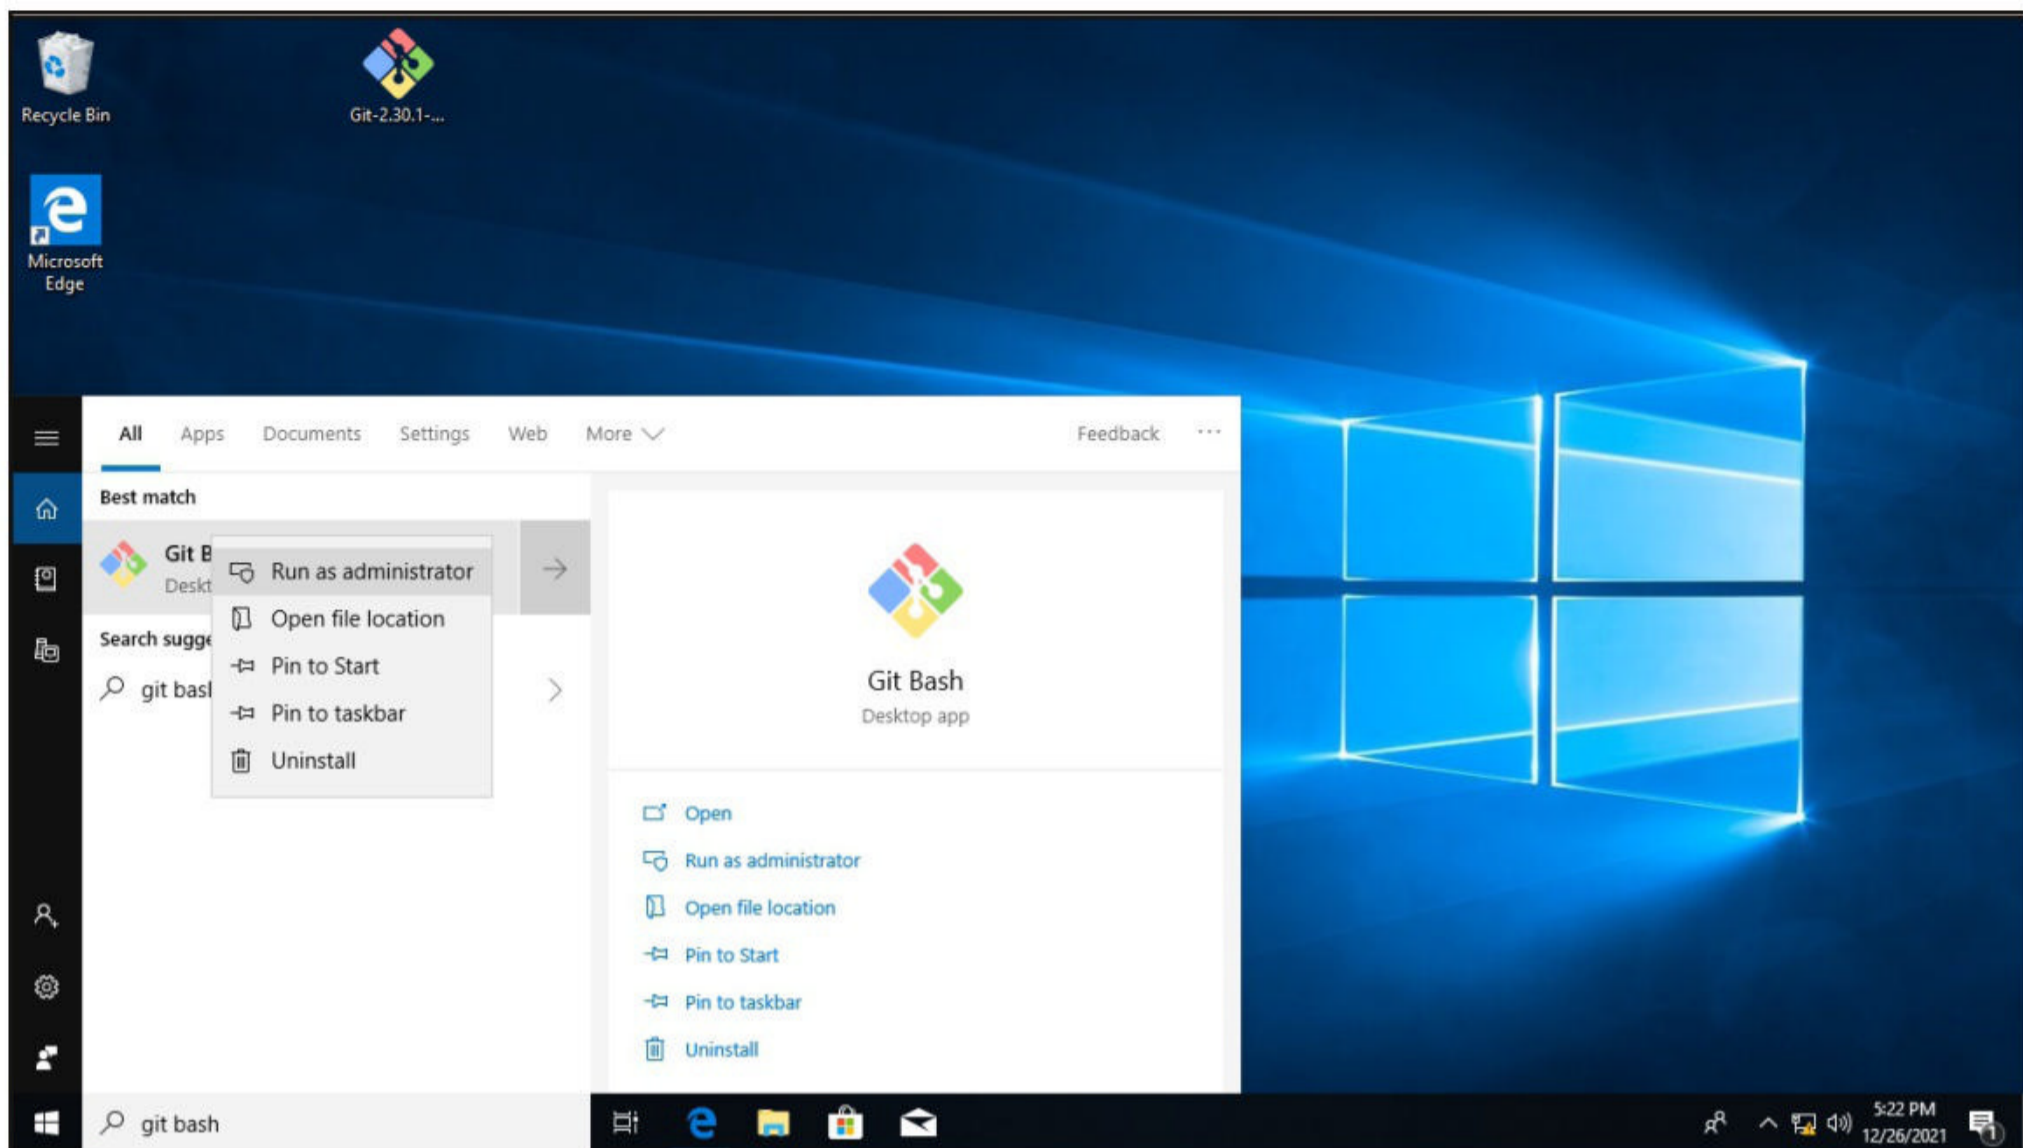 Recycle Bin
Git-2.30.1-...
Microsoft
Edge
All Apps Documents Settings Web More Feedback ...
Best match
Git B
Deskt
Run as administrator
Open file location
Pin to Start
Pin to taskbar
Uninstall
Search sugge
git bas
Git Bash
Desktop app
Open
Run as administrator
Open file location
Pin to Start
Pin to taskbar
Uninstall
git bash
5:22 PM
12/26/2021
1